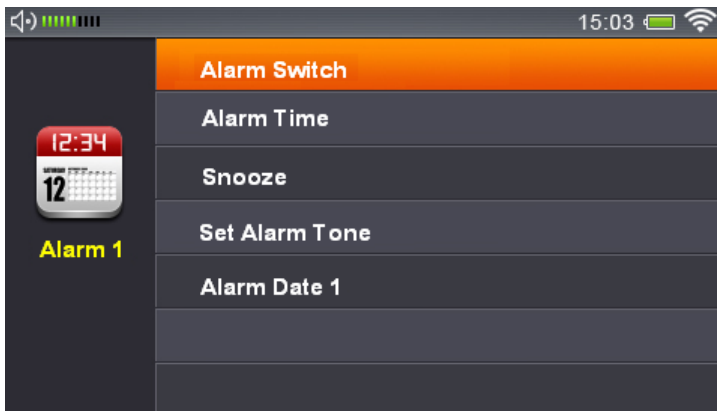 15:03
Alarm Switch
Alarm Time
12:34
12
Snooze
Set Alarm Tone
Alarm 1
Alarm Date 1